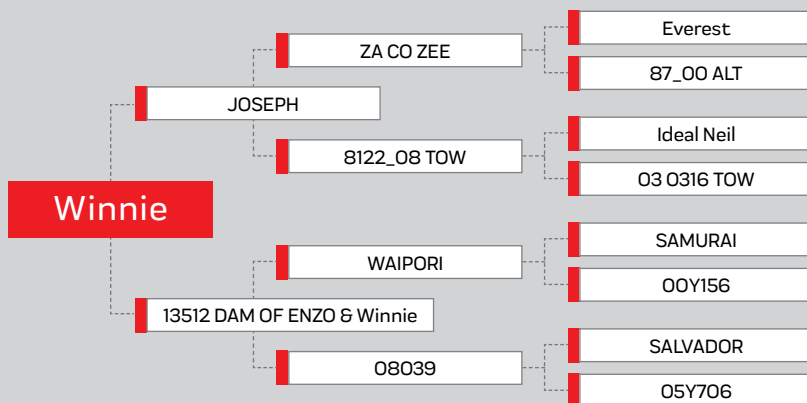 Everest
ZA CO ZEE
87_00 ALT
JOSEPH
Ideal Neil
8122_08 TOW
03 0316 TOW
Winnie
SAMURAI
WAIPORI
00Y156
13512 DAM OF ENZO & Winnie
SALVADOR
08039
05Y706